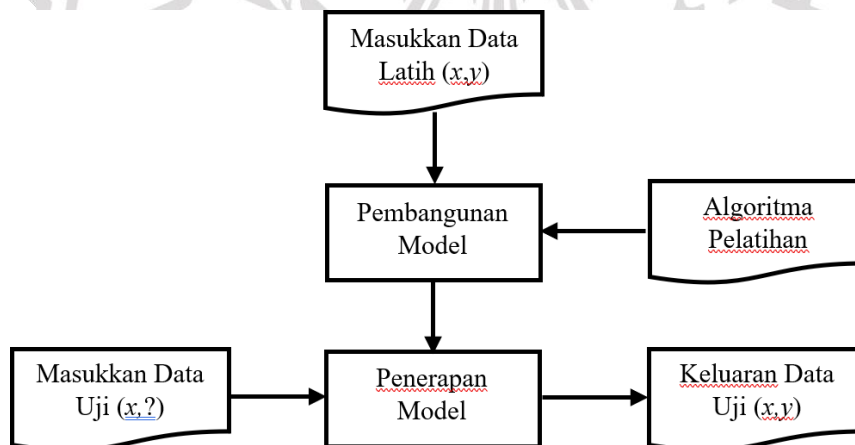 Masukkan Data
Latih (x,y)
Pembangunan
Model
Algoritma
Pelatihan
Masukkan Data
Uji (x,?)
Penerapan
Model
Keluaran Data
Uji (x,y)